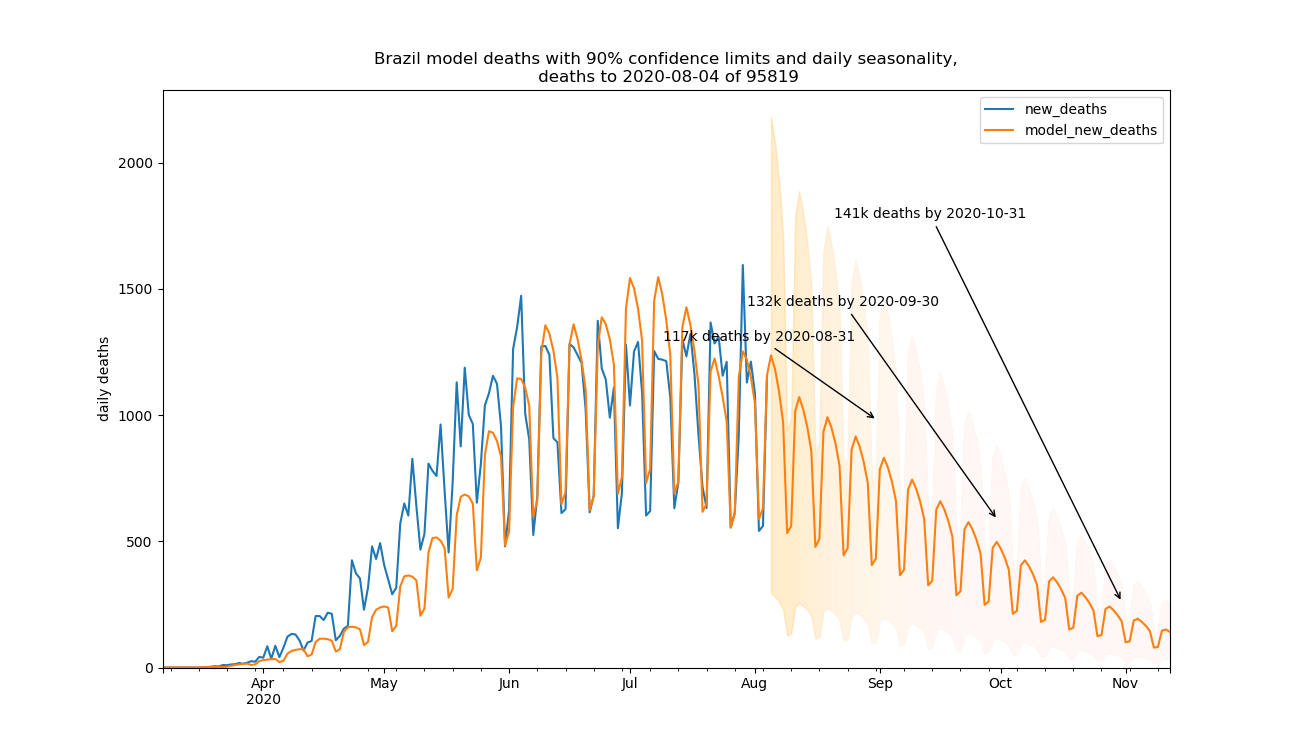 Brazil model deaths with 90% confidence limits and daily seasonality,
deaths to 2020-08-04 of 95819
new_deaths
model_new_deaths
2000
1500
1000
500
0
daily deaths
141k deaths by 2020-10-31
132k deaths by 2020-09-30
117k deaths by 2020-08-31
Apr May Jun Jul Aug Sep Oct Nov
2020